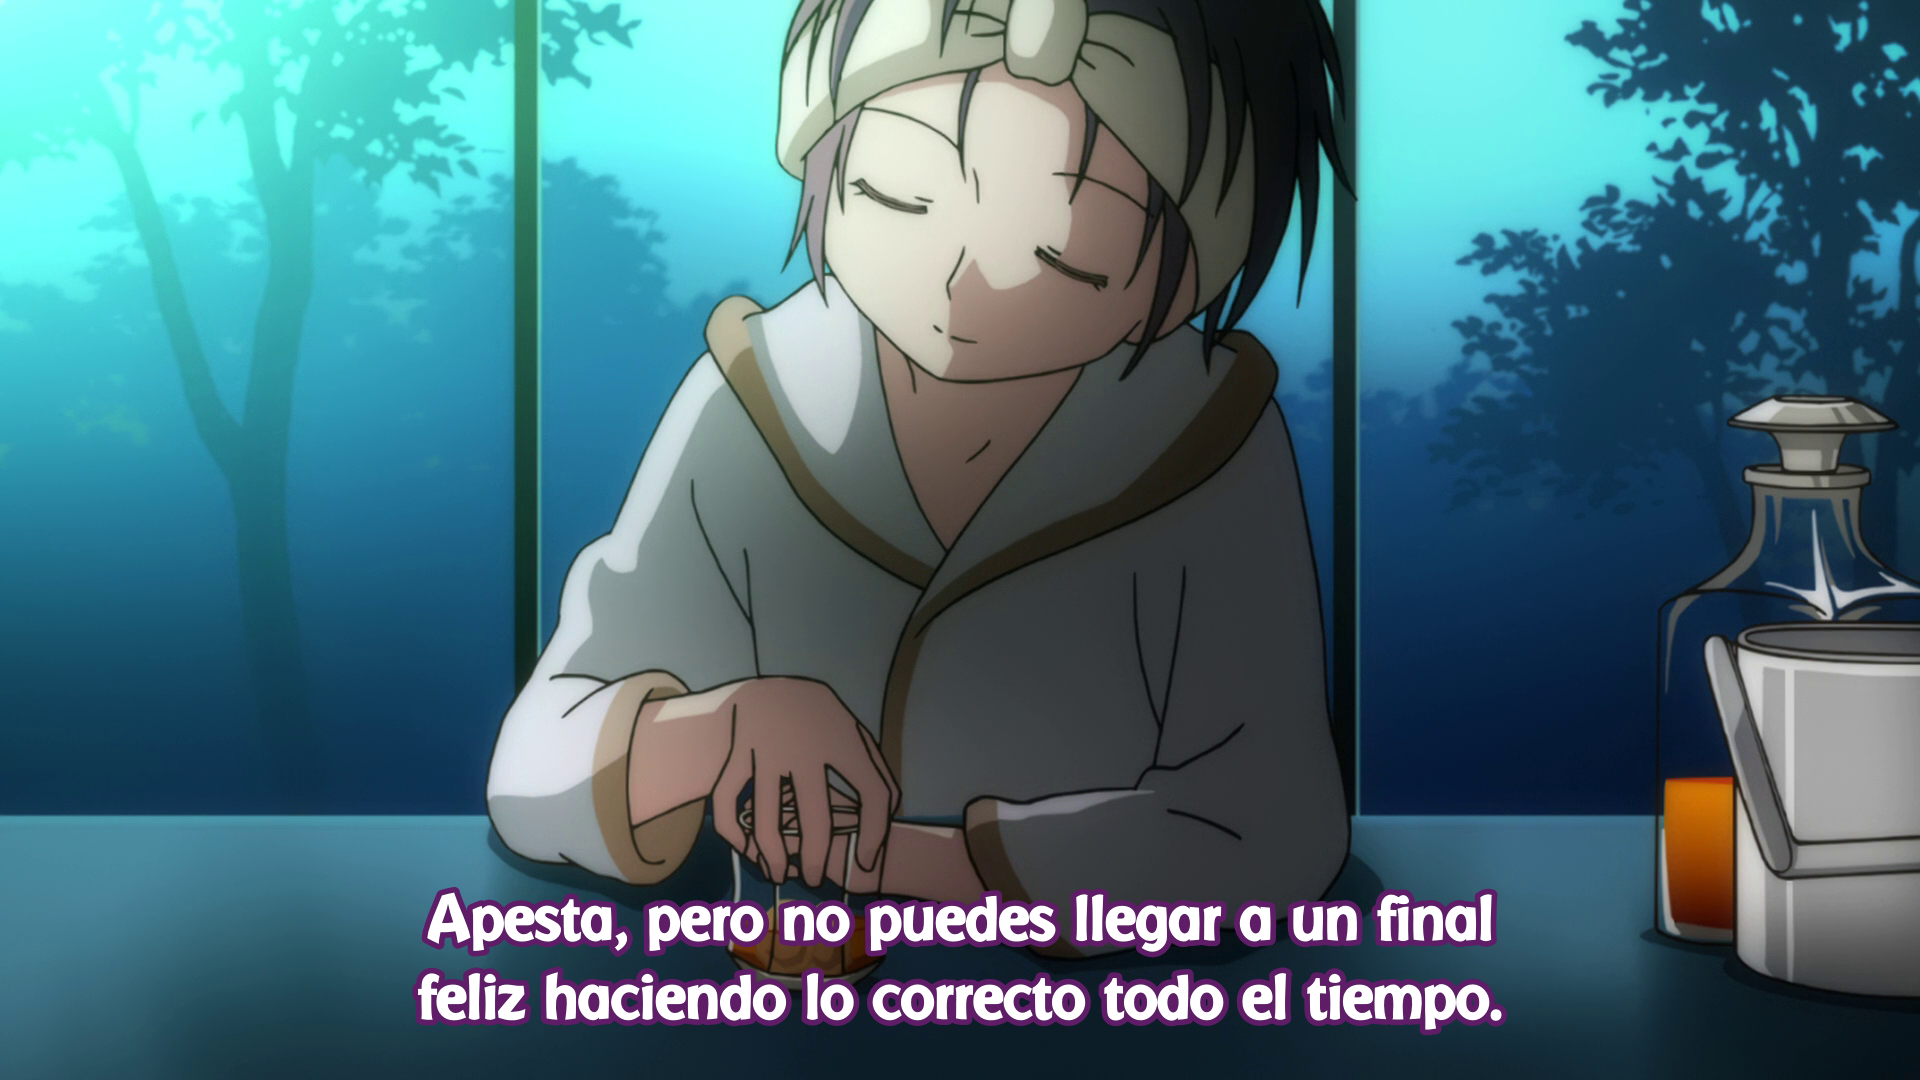 Apesta, pero no puedes llegar a un final
feliz haciendo lo correcto todo el tiempo.